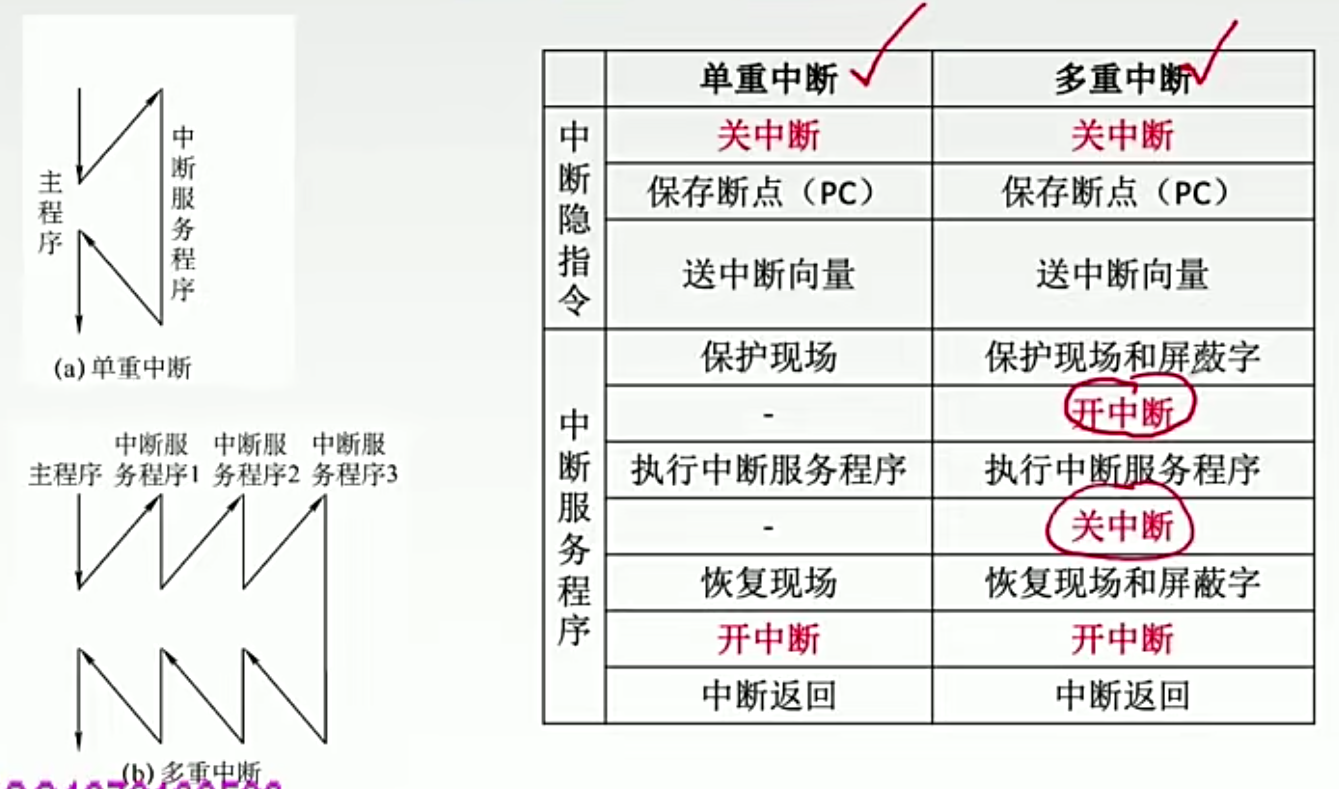 主程序
中断服务程序
(a) 单重中断
主程序
中断服务程序1
中断服务程序2
中断服务程序3
(b) 多重中断
单重中断 多重中断
中断隐指令
关中断 关中断
保存断点（PC） 保存断点（PC）
送中断向量 送中断向量
中断服务程序
保护现场 保护现场和屏蔽字
- 开中断
执行中断服务程序 执行中断服务程序
- 关中断
恢复现场 恢复现场和屏蔽字
开中断 开中断
中断返回 中断返回